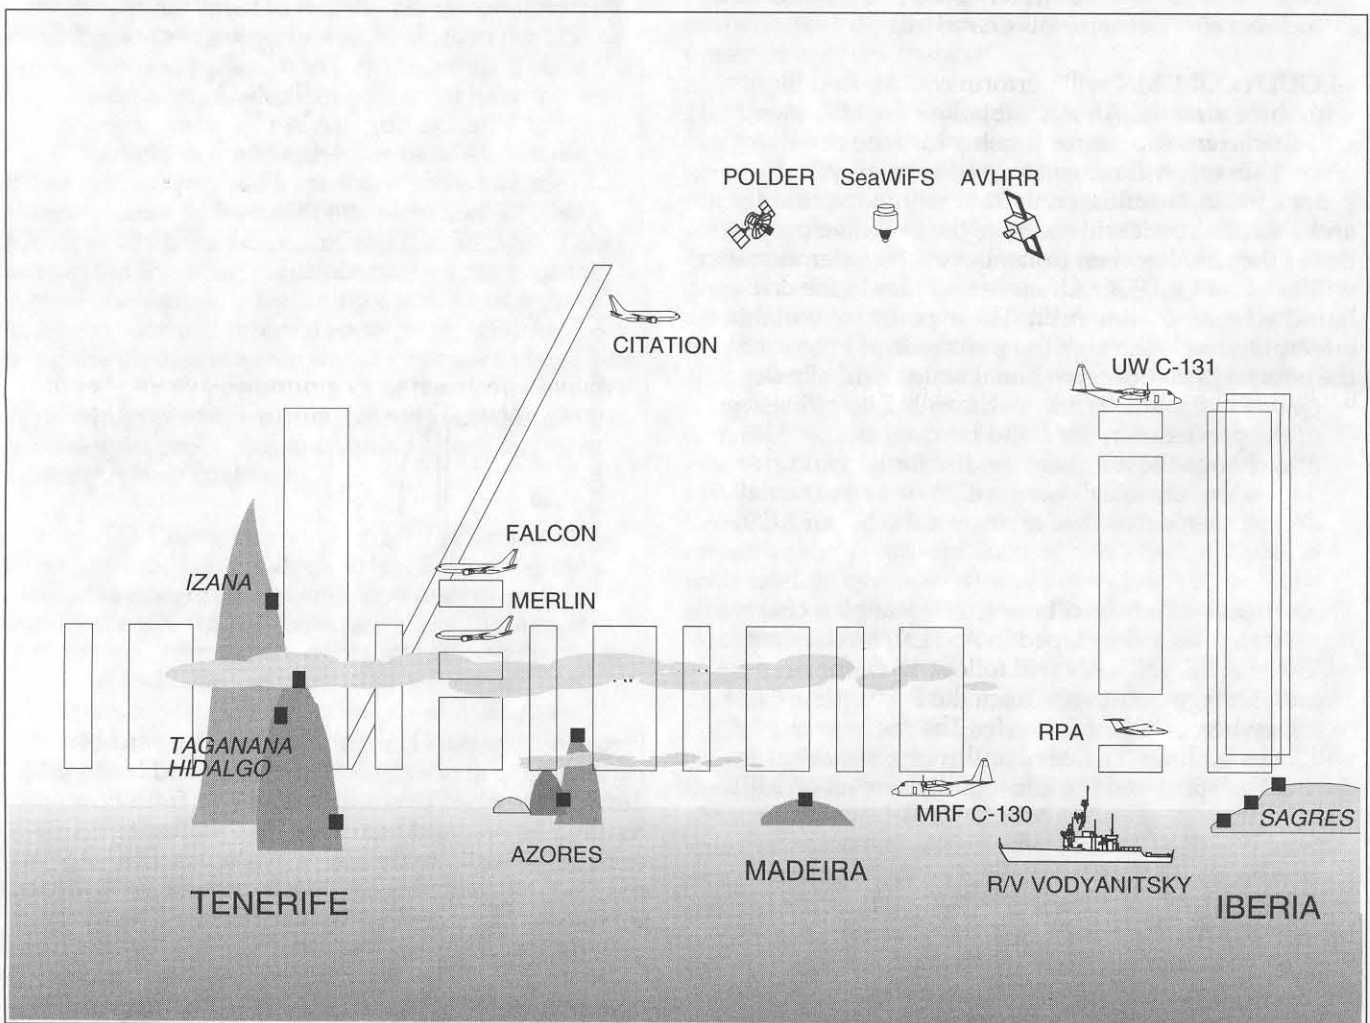 POLDER SeaWiFS AVHRR
CITATION
UW C-131
FALCON
IZANA
MERLIN
RPA
TAGANANA
HIDALGO
MRF C-130
SAGRES
AZORES
MADEIRA
R/V VODYANITSKY
TENERIFE
IBERIA